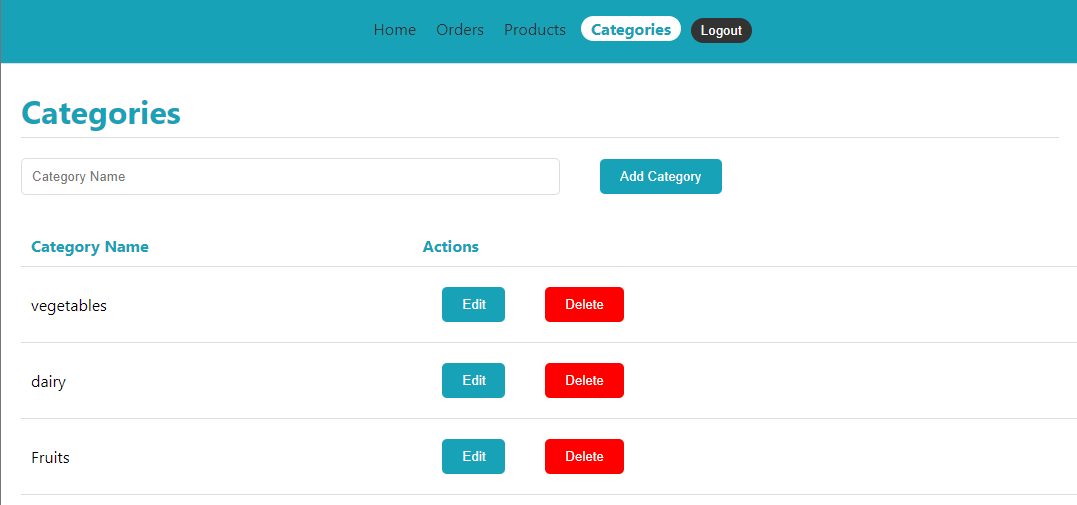 Home Orders Products Categories Logout
Categories
Category Name Add Category
Category Name Actions
vegetables Edit Delete
dairy Edit Delete
Fruits Edit Delete